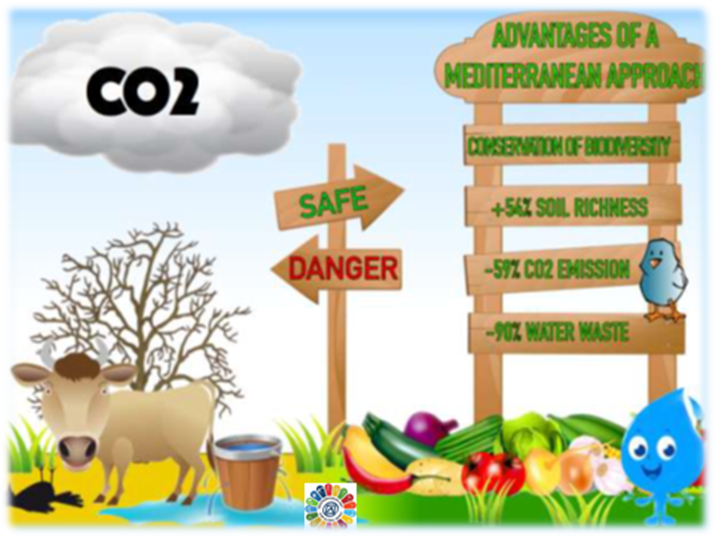 CO2
ADVANTAGES OF A
MEDITERRANEAN APPROACH
CONSERVATION OF BIODIVERSITY
SAFE
+54% SOIL RICHNESS
DANGER
-59% CO2 EMISSION
-90% WATER WASTE